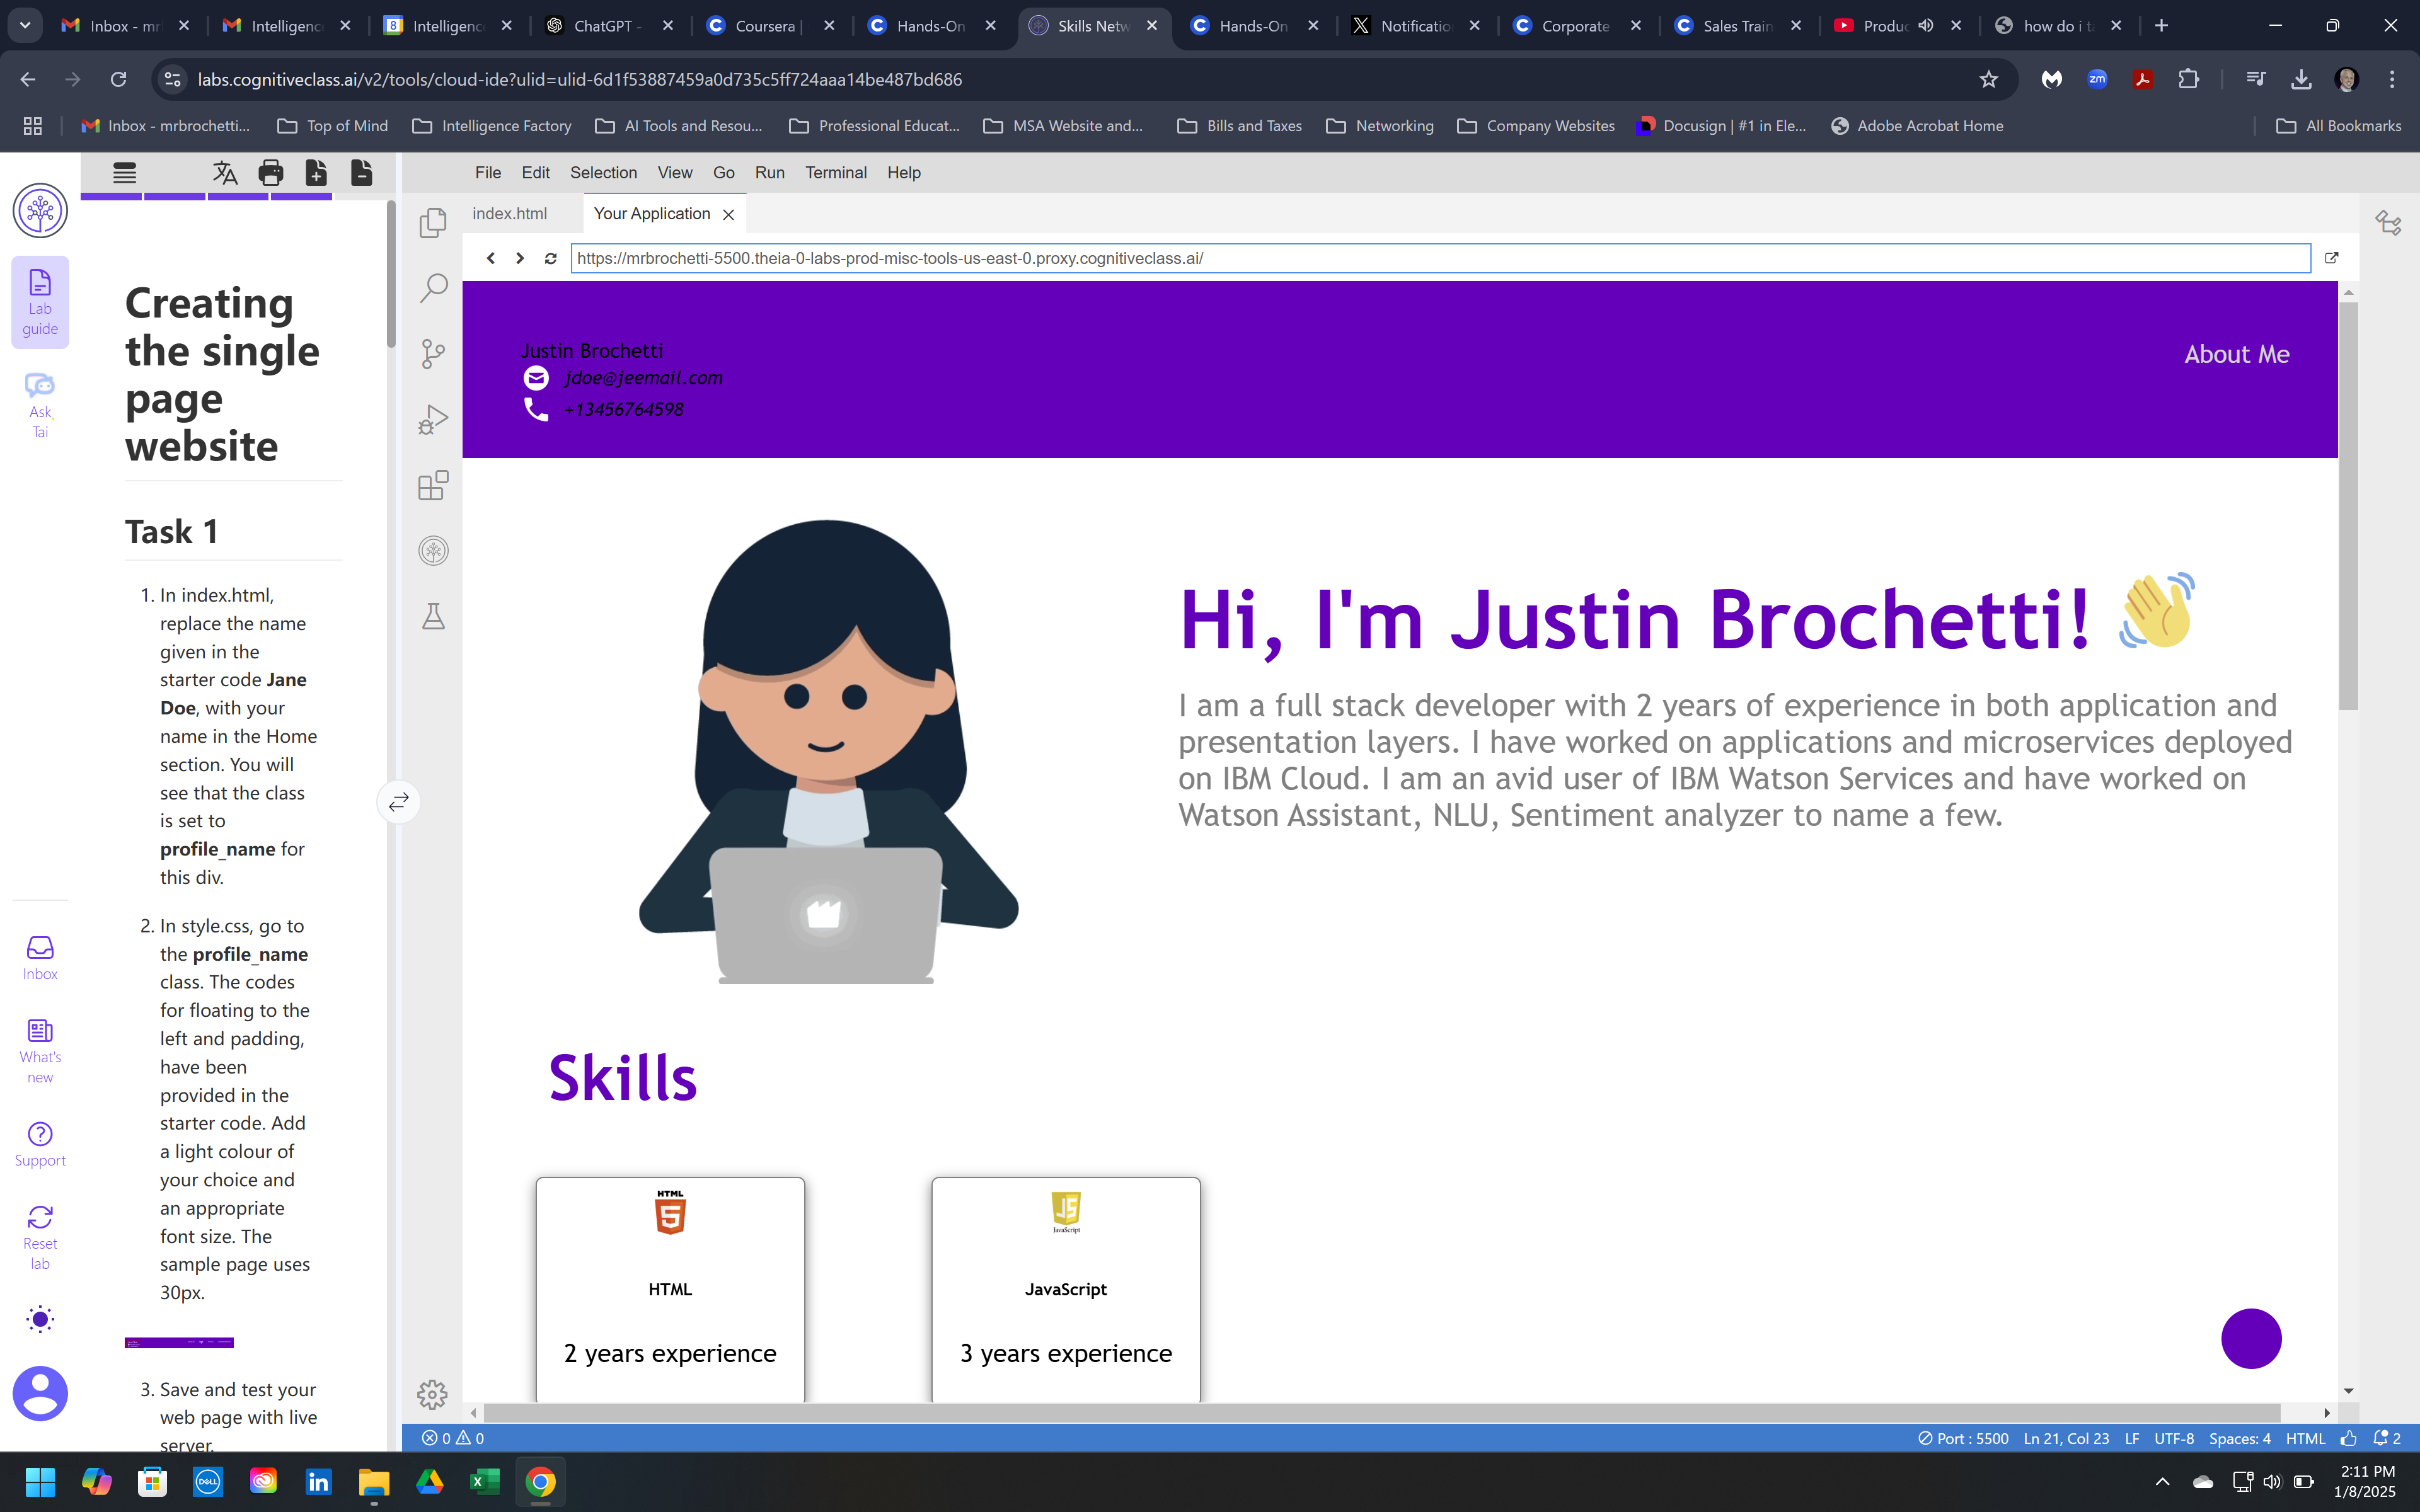 Inbox - mr
Intelligenc
8 Intelligenc
ChatGPT -
Coursera |
Hands-On
Skills Netw
Hands-On
Notificatio
Corporate
Sales Train
Produc
how do i ta
labs.cognitiveclass.ai/v2/tools/cloud-ide?ulid=ulid-6d1f53887459a0d735c5ff724aaa14be487bd686
zm
Inbox - mrbrochetti...
Top of Mind
Intelligence Factory
AI Tools and Resou...
Professional Educat...
MSA Website and...
Bills and Taxes
Networking
Company Websites
Docusign | #1 in Ele...
Adobe Acrobat Home
All Bookmarks
File Edit Selection View Go Run Terminal Help
index.html
Your Application
https://mrbrochetti-5500.theia-0-labs-prod-misc-tools-us-east-0.proxy.cognitiveclass.ai/
Lab
guide
Ask
Tai
Inbox
What's
new
Support
Reset
lab
Creating
the single
page
website
Task 1
1. In index.html,
replace the name
given in the
starter code Jane
Doe, with your
name in the Home
section. You will
see that the class
is set to
profile_name for
this div.
2. In style.css, go to
the profile_name
class. The codes
for floating to the
left and padding,
have been
provided in the
starter code. Add
a light colour of
your choice and
an appropriate
font size. The
sample page uses
30px.
3. Save and test your
web page with live
server.
Justin Brochetti
jdoe@jeemail.com
+13456764598
About Me
Hi, I'm Justin Brochetti!
I am a full stack developer with 2 years of experience in both application and
presentation layers. I have worked on applications and microservices deployed
on IBM Cloud. I am an avid user of IBM Watson Services and have worked on
Watson Assistant, NLU, Sentiment analyzer to name a few.
Skills
HTML
5
HTML
2 years experience
JS
JavaScript
JavaScript
3 years experience
0 0
Port : 5500
Ln 21, Col 23
LF
UTF-8
Spaces: 4
HTML
2
DELL
in
2:11 PM
1/8/2025